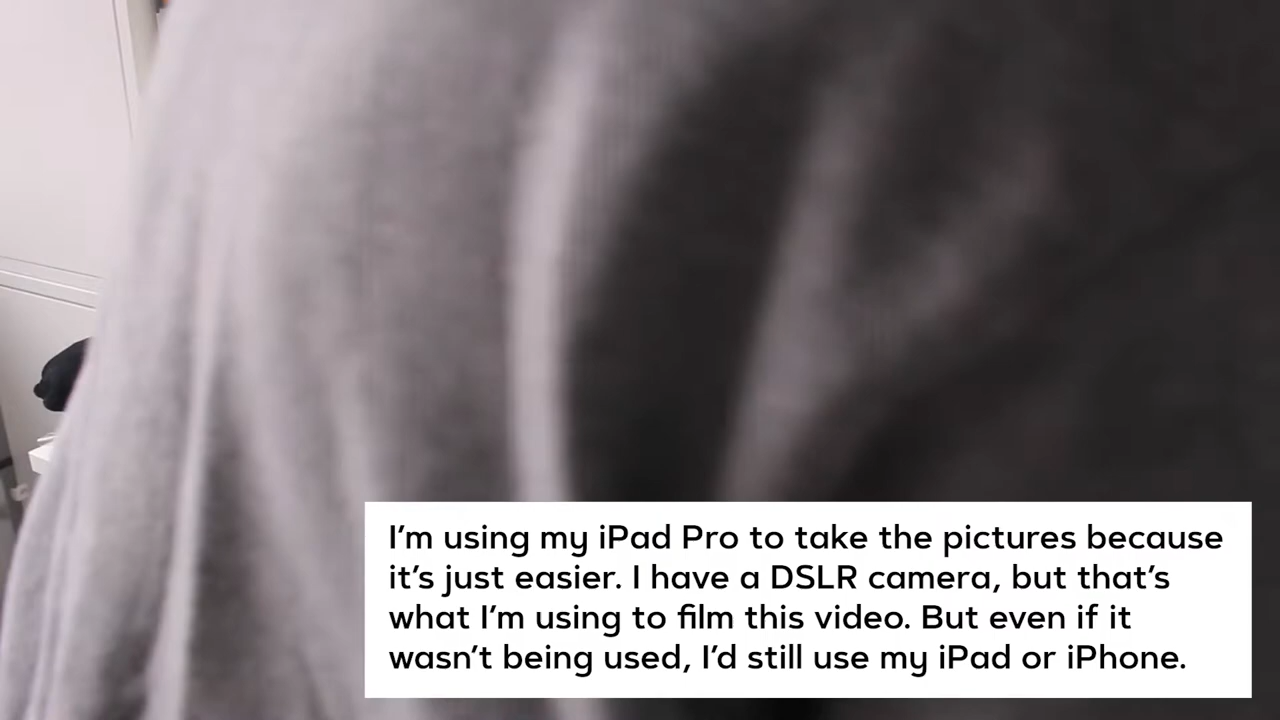 I’m using my iPad Pro to take the pictures because
it’s just easier. I have a DSLR camera, but that’s
what I’m using to film this video. But even if it
wasn’t being used, I’d still use my iPad or iPhone.